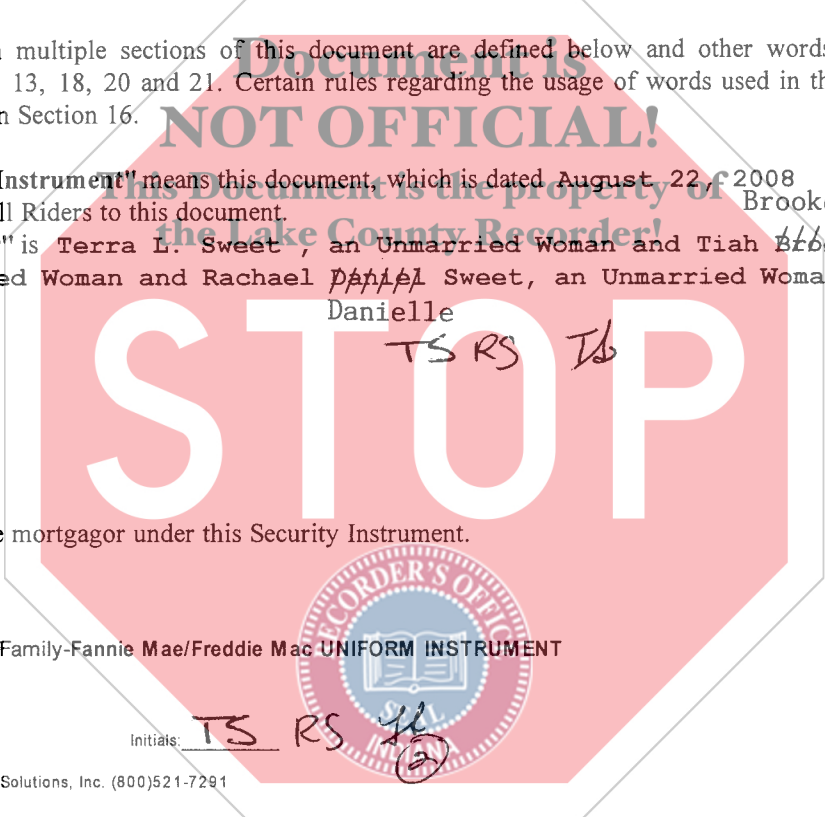 multiple sections of this document are defined below and other words
13, 18, 20 and 21. Certain rules regarding the usage of words used in th
n Section 16.
Document is
NOT OFFICIAL!
This Document is the property of
the Lake County Recorder!
Instrument" means this document, which is dated August 22, 2008
ll Riders to this document.
Brooke
" is Terra L. Sweet , an Unmarried Woman and Tiah
ed Woman and Rachael Daniel Sweet, an Unmarried Woma
Danielle
TS RS TS
STOP
e mortgagor under this Security Instrument.
RECORDER'S OFFICE
SEAL
INDIANA
Family-Fannie Mae/Freddie Mac UNIFORM INSTRUMENT
Initials: TS RS
2
Solutions, Inc. (800)521-7291